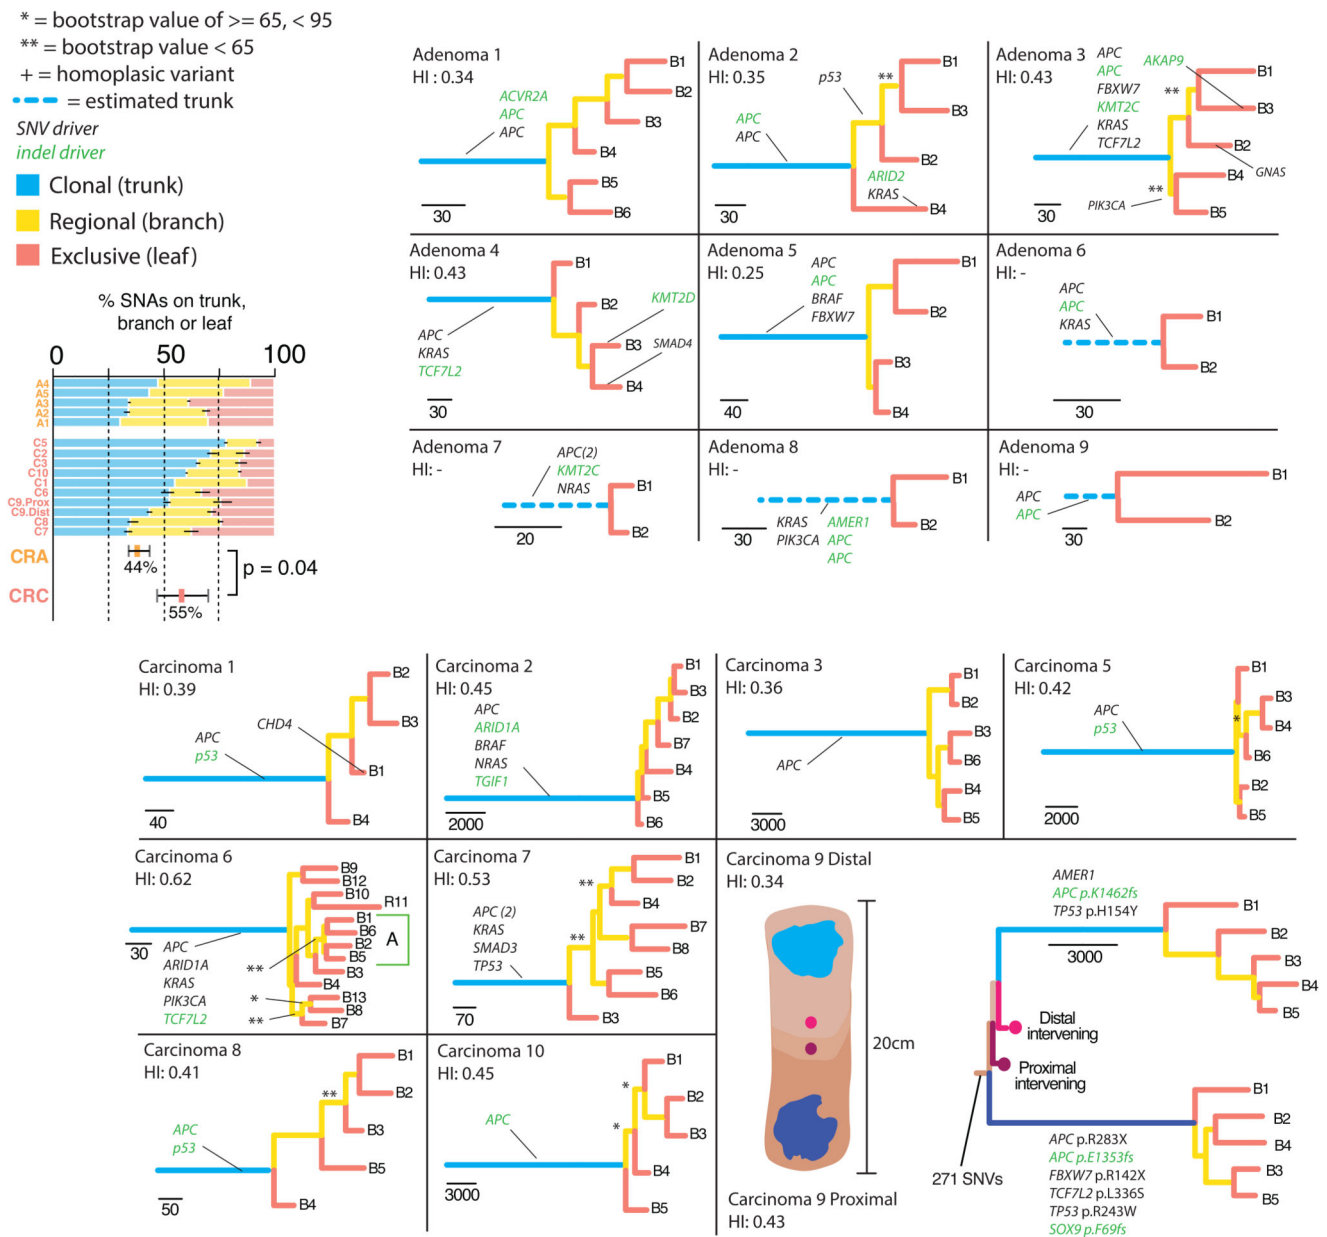 * = bootstrap value of >= 65, < 95
** = bootstrap value < 65
+ = homoplasic variant
= estimated trunk
SNV driver
indel driver
Clonal (trunk)
Regional (branch)
Exclusive (leaf)
% SNAs on trunk,
branch or leaf
0 50 100
A4
A5
A3
A2
A1
C5
C2
C3
C10
C1
C6
C9.Prox
C9.Dist
C8
C7
CRA
44%
p = 0.04
CRC
55%
Adenoma 1
HI : 0.34
ACVR2A
APC
APC
B1
B2
B3
B4
B5
B6
30
Adenoma 2
HI: 0.35
p53
**
APC
APC
B1
B3
B2
ARID2
KRAS
B4
30
Adenoma 3
HI: 0.43
APC
APC
FBXW7
KMT2C
KRAS
TCF7L2
AKAP9
**
B1
B3
B2
GNAS
B4
**
PIK3CA
B5
30
Adenoma 4
HI: 0.43
B1
B2
KMT2D
B3
SMAD4
B4
APC
KRAS
TCF7L2
30
Adenoma 5
HI: 0.25
APC
APC
BRAF
FBXW7
B1
B2
B3
B4
40
Adenoma 6
HI: -
APC
APC
KRAS
B1
B2
30
Adenoma 7
HI: -
APC(2)
KMT2C
NRAS
B1
B2
20
Adenoma 8
HI: -
B1
B2
KRAS
PIK3CA
AMER1
APC
APC
30
Adenoma 9
HI: -
APC
APC
B1
B2
30
Carcinoma 1
HI: 0.39
APC
p53
CHD4
B2
B3
B1
B4
40
Carcinoma 2
HI: 0.45
APC
ARID1A
BRAF
NRAS
TGIF1
B1
B3
B2
B7
B4
B5
B6
2000
Carcinoma 3
HI: 0.36
APC
B1
B2
B3
B6
B4
B5
3000
Carcinoma 5
HI: 0.42
APC
p53
*
B1
B3
B4
B6
B2
B5
2000
Carcinoma 6
HI: 0.62
B9
B12
B10
R11
B1
B6
B2
B5
A
B3
B4
B13
B8
B7
30
APC
ARID1A
KRAS
PIK3CA
TCF7L2
**
*
**
Carcinoma 7
HI: 0.53
APC (2)
KRAS
SMAD3
TP53
**
**
B1
B2
B4
B7
B8
B5
B6
B3
70
Carcinoma 8
HI: 0.41
APC
p53
**
B1
B2
B3
B5
B4
50
Carcinoma 10
HI: 0.45
APC
*
*
B1
B2
B3
B4
B5
3000
Carcinoma 9 Distal
HI: 0.34
20cm
Carcinoma 9 Proximal
HI: 0.43
AMER1
APC p.K1462fs
TP53 p.H154Y
3000
B1
B2
B3
B4
B5
Distal
intervening
Proximal
intervening
271 SNVs
B1
B2
B4
B3
B5
APC p.R283X
APC p.E1353fs
FBXW7 p.R142X
TCF7L2 p.L336S
TP53 p.R243W
SOX9 p.F69fs